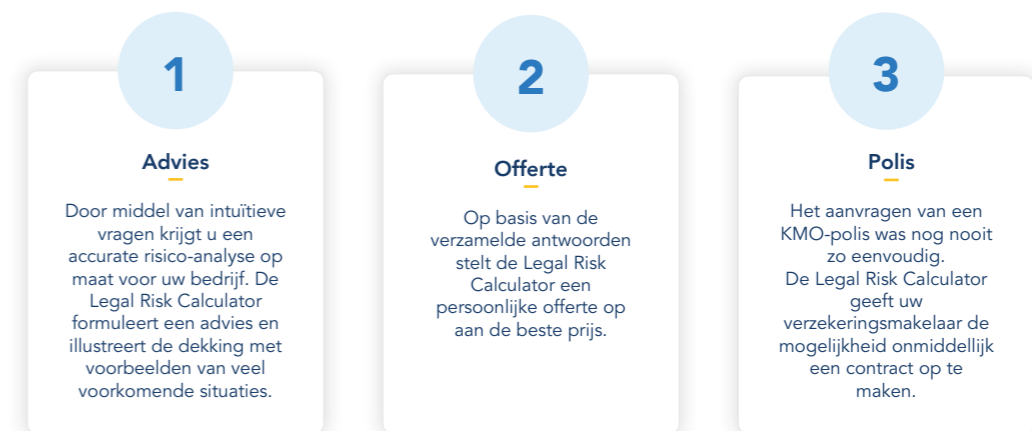 1
Advies
Door middel van intuïtieve
vragen krijgt u een
accurate risico-analyse op
maat voor uw bedrijf. De
Legal Risk Calculator
formuleert een advies en
illustreert de dekking met
voorbeelden van veel
voorkomende situaties.
2
Offerte
Op basis van de
verzamelde antwoorden
stelt de Legal Risk
Calculator een
persoonlijke offerte op
aan de beste prijs.
3
Polis
Het aanvragen van een
KMO-polis was nog nooit
zo eenvoudig.
De Legal Risk Calculator
geeft uw
verzekeringsmakelaar de
mogelijkheid onmiddellijk
een contract op te
maken.